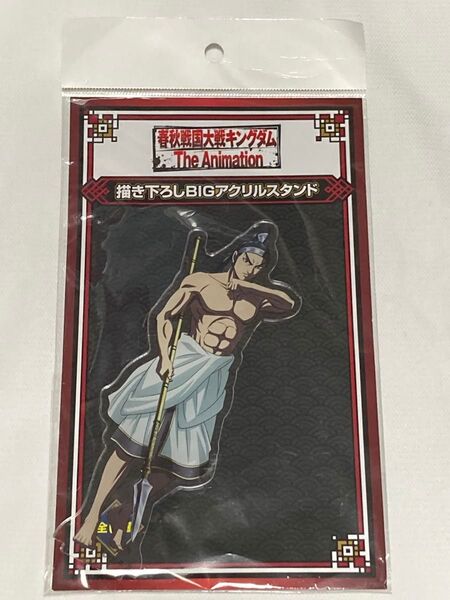 春秋戦国大戦キングダム
The Animation
描き下ろしBIGアクリルスタンド
全